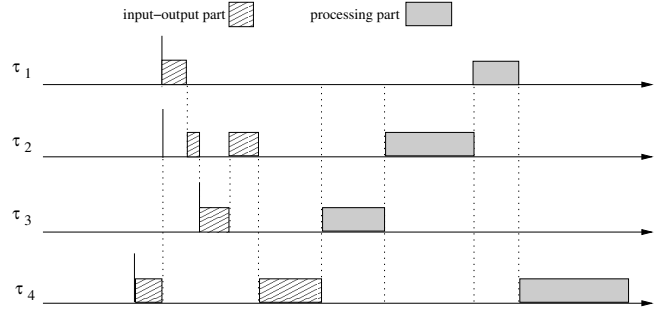 input–output part
processing part
τ 1
τ 2
τ 3
τ 4